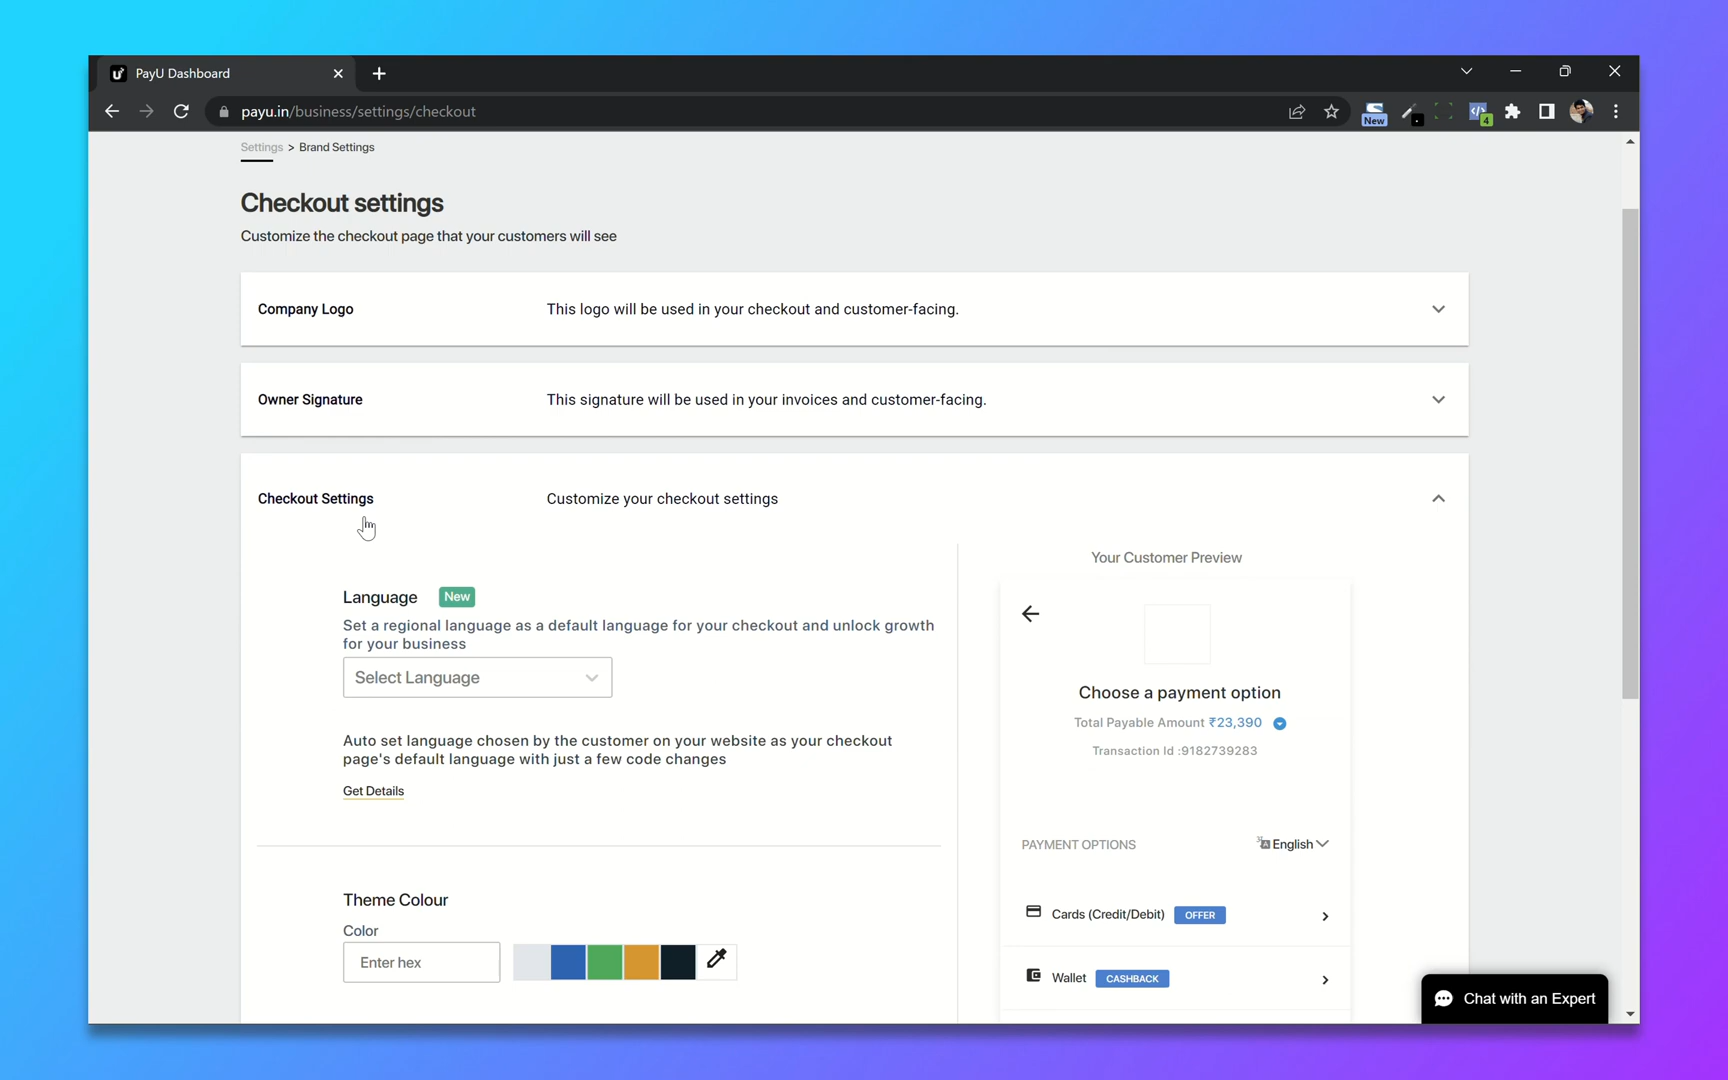 PayU Dashboard
payu.in/business/settings/checkout
New
4
Settings > Brand Settings
Checkout settings
Customize the checkout page that your customers will see
Company Logo
This logo will be used in your checkout and customer-facing.
Owner Signature
This signature will be used in your invoices and customer-facing.
Checkout Settings
Customize your checkout settings
Language New
Set a regional language as a default language for your checkout and unlock growth
for your business
Select Language
Auto set language chosen by the customer on your website as your checkout
page's default language with just a few code changes
Get Details
Theme Colour
Color
Enter hex
Your Customer Preview
Choose a payment option
Total Payable Amount ₹23,390
Transaction Id :9182739283
PAYMENT OPTIONS
English
Cards (Credit/Debit) OFFER
Wallet CASHBACK
Chat with an Expert